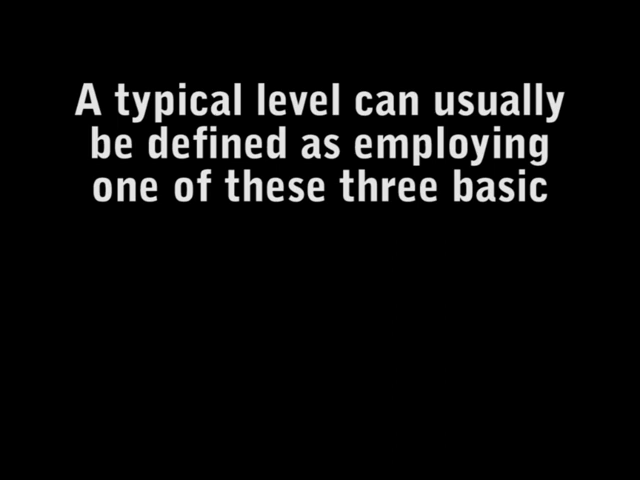 A typical level can usually
be defined as employing
one of these three basic